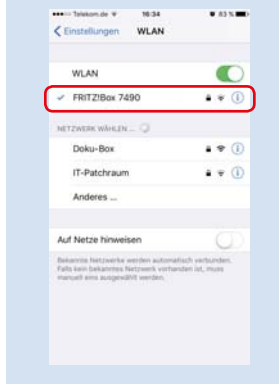 Telekom.de 16:34 83 %
Einstellungen WLAN
WLAN
FRITZ!Box 7490
NETZWERK WÄHLEN ...
Doku-Box
IT-Patchraum
Anderes ...
Auf Netze hinweisen
Bekannte Netzwerke werden automatisch verbunden.
Falls kein bekanntes Netzwerk vorhanden ist, muss
manuell eins ausgewählt werden.